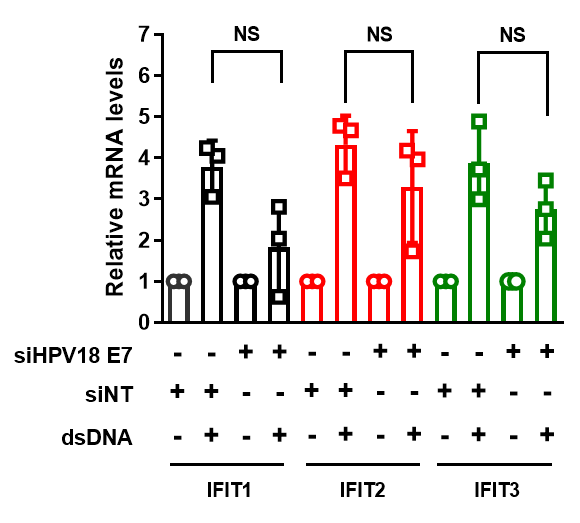 NS NS NS
7
6
5
4
3
2
1
0
Relative mRNA levels
siHPV18 E7 - - + + - - + + - - + +
siNT + + - - + + - - + + - -
dsDNA - + - + - + - + - + - +
IFIT1 IFIT2 IFIT3